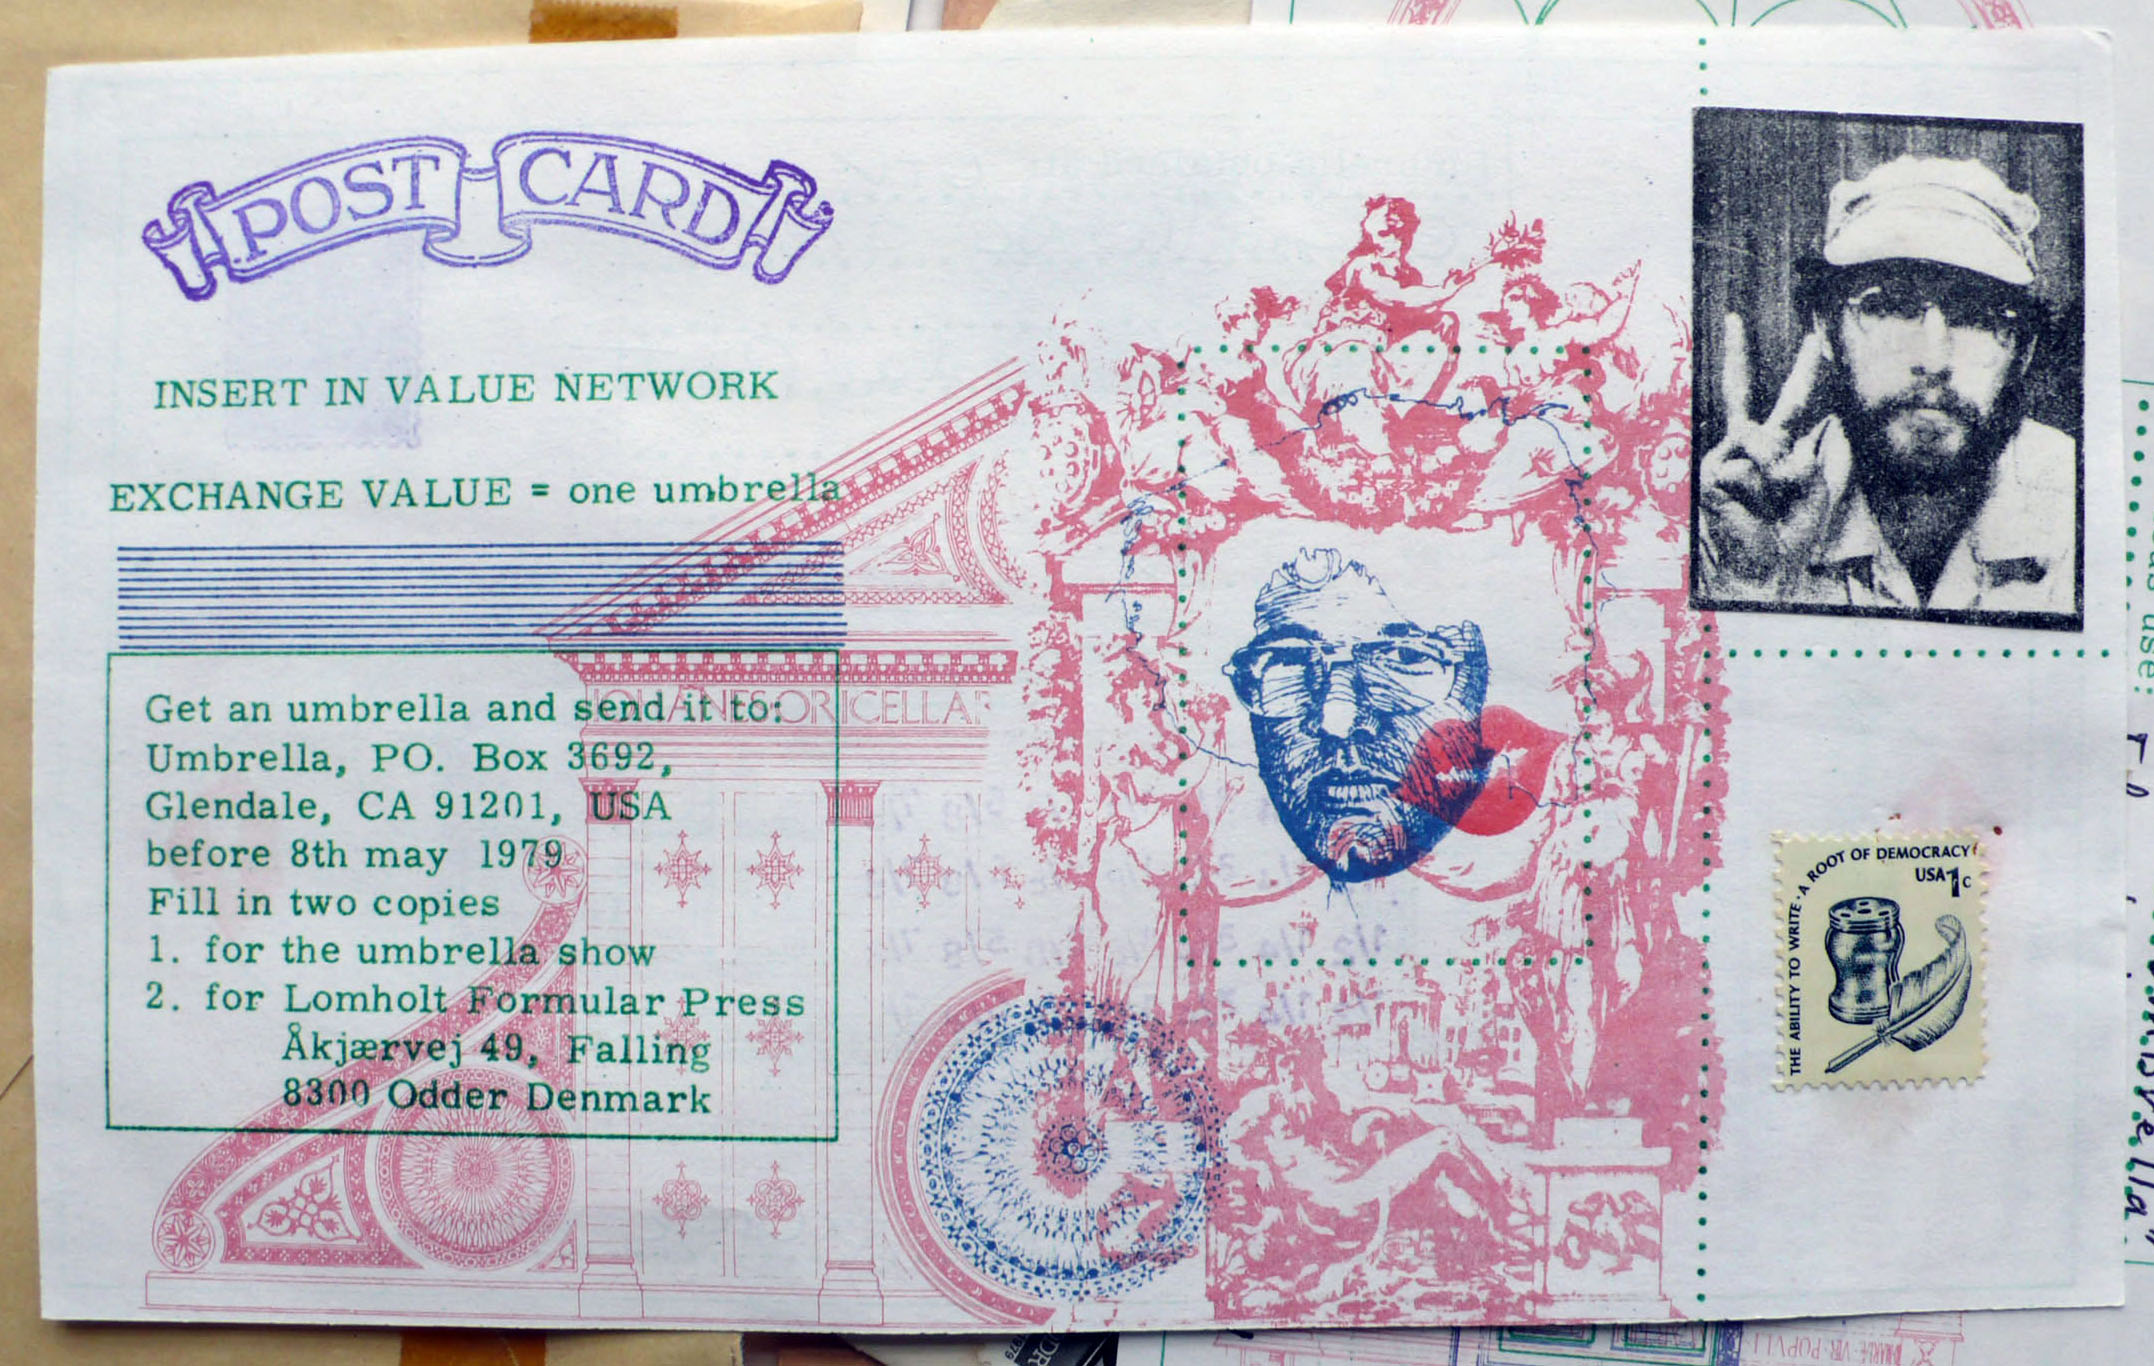 POST CARD
INSERT IN VALUE NETWORK
EXCHANGE VALUE = one umbrella
Get an umbrella and send it to:
Umbrella, PO. Box 3692,
Glendale, CA 91201, USA
before 8th may 1979
Fill in two copies
1. for the umbrella show
2. for Lomholt Formular Press
Åkjærvej 49, Falling
8300 Odder Denmark
IOHANES ORICELLAR
THE ABILITY TO WRITE · A ROOT OF DEMOCRACY
USA 1c
use: